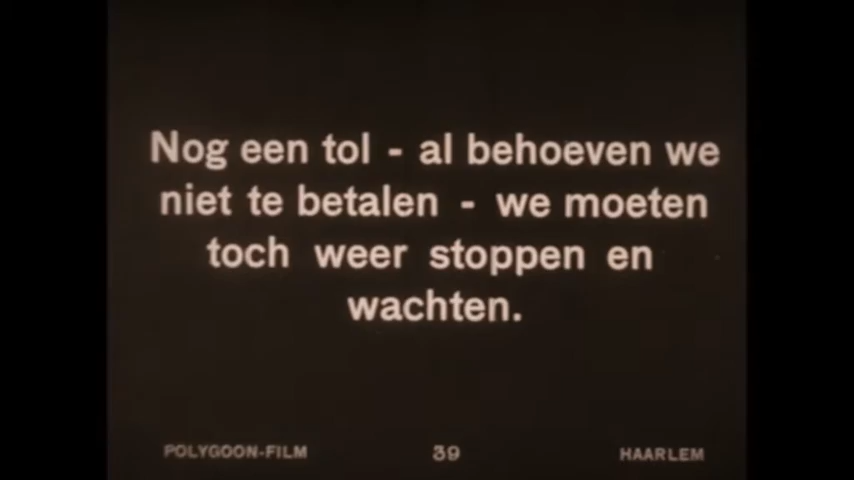 Nog een tol - al behoeven we
niet te betalen - we moeten
toch weer stoppen en
wachten.
POLYGOON-FILM 39 HAARLEM